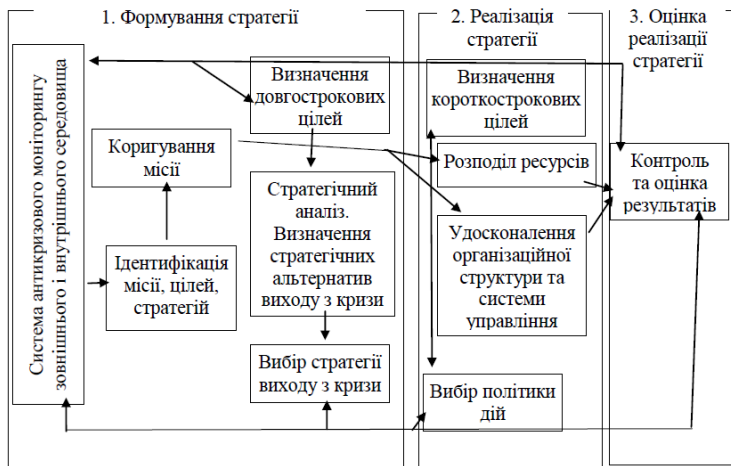 1. Формування стратегії
Система антикризового моніторингу
зовнішнього і внутрішнього середовища
Коригування
місії
Ідентифікація
місії, цілей,
стратегій
Визначення
довгострокових
цілей
Стратегічний
аналіз.
Визначення
стратегічних
альтернатив
виходу з кризи
Вибір стратегії
виходу з кризи
2. Реалізація
стратегії
Визначення
короткострокових
цілей
Розподіл ресурсів
Удосконалення
організаційної
структури та
системи
управління
Вибір політики
дій
3. Оцінка
реалізації
стратегії
Контроль
та оцінка
результатів